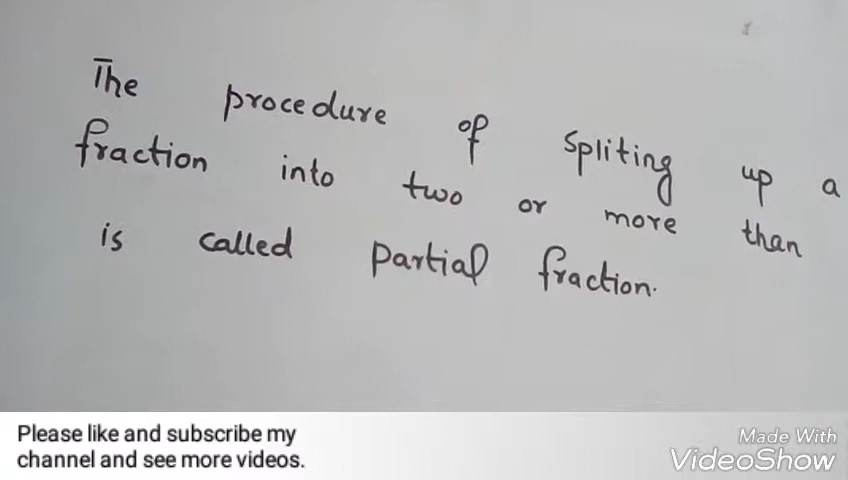 The procedure of spliting up a
fraction into two or more than
is called partial fraction.
Please like and subscribe my
channel and see more videos.
Made With
VideoShow